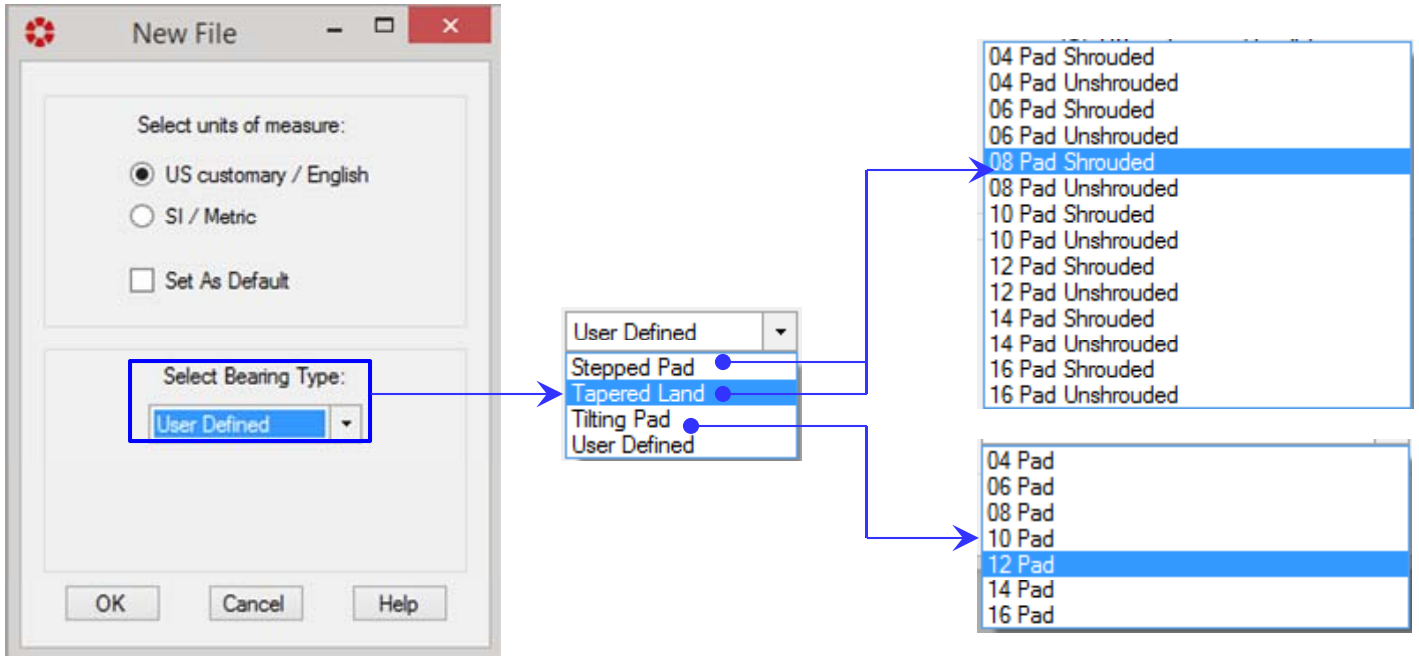 New File
Select units of measure:
US customary / English
SI / Metric
Set As Default
Select Bearing Type:
User Defined
OK
Cancel
Help
User Defined
Stepped Pad
Tapered Land
Tilting Pad
User Defined
04 Pad Shrouded
04 Pad Unshrouded
06 Pad Shrouded
06 Pad Unshrouded
08 Pad Shrouded
08 Pad Unshrouded
10 Pad Shrouded
10 Pad Unshrouded
12 Pad Shrouded
12 Pad Unshrouded
14 Pad Shrouded
14 Pad Unshrouded
16 Pad Shrouded
16 Pad Unshrouded
04 Pad
06 Pad
08 Pad
10 Pad
12 Pad
14 Pad
16 Pad